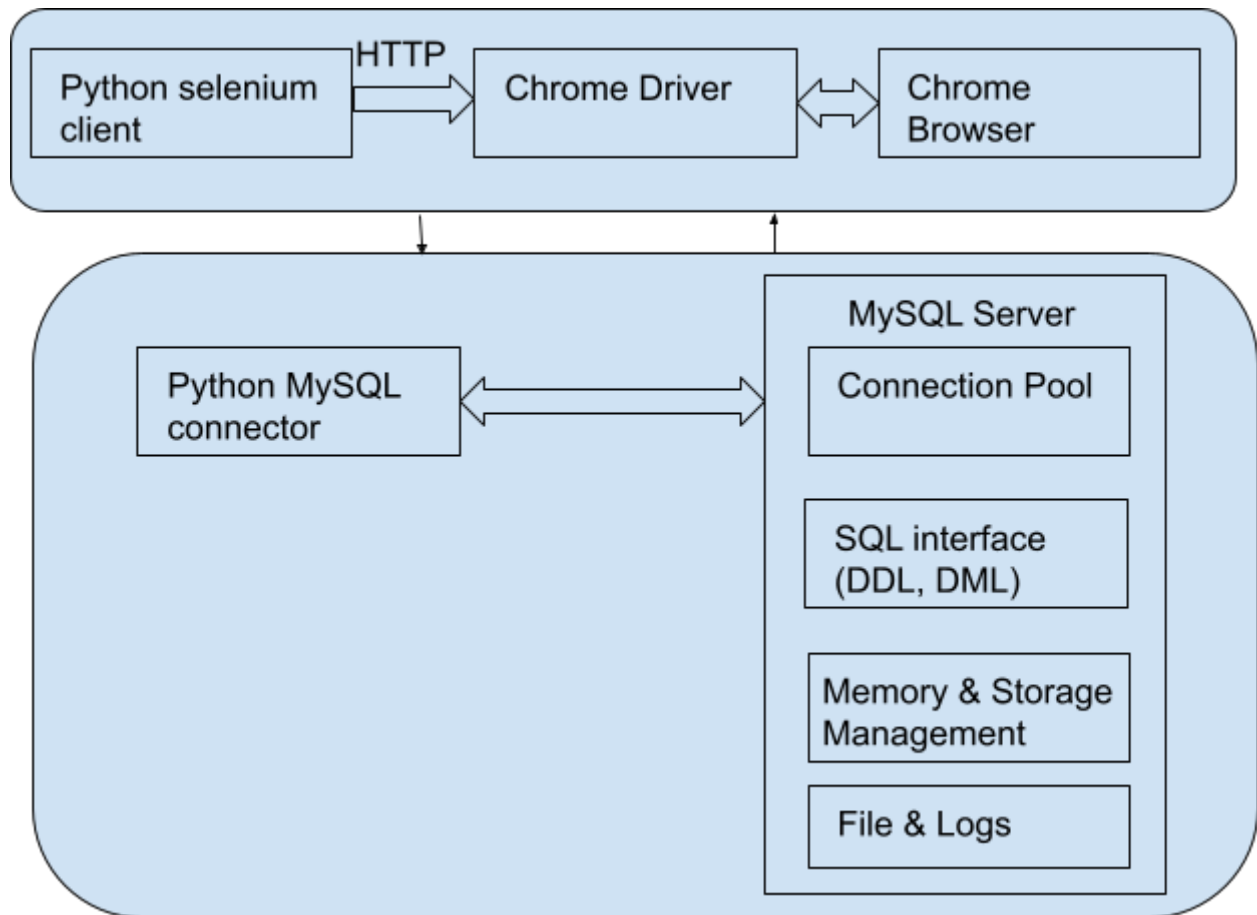 HTTP
Python selenium
client
Chrome Driver
Chrome
Browser
MySQL Server
Python MySQL
connector
Connection Pool
SQL interface
(DDL, DML)
Memory & Storage
Management
File & Logs